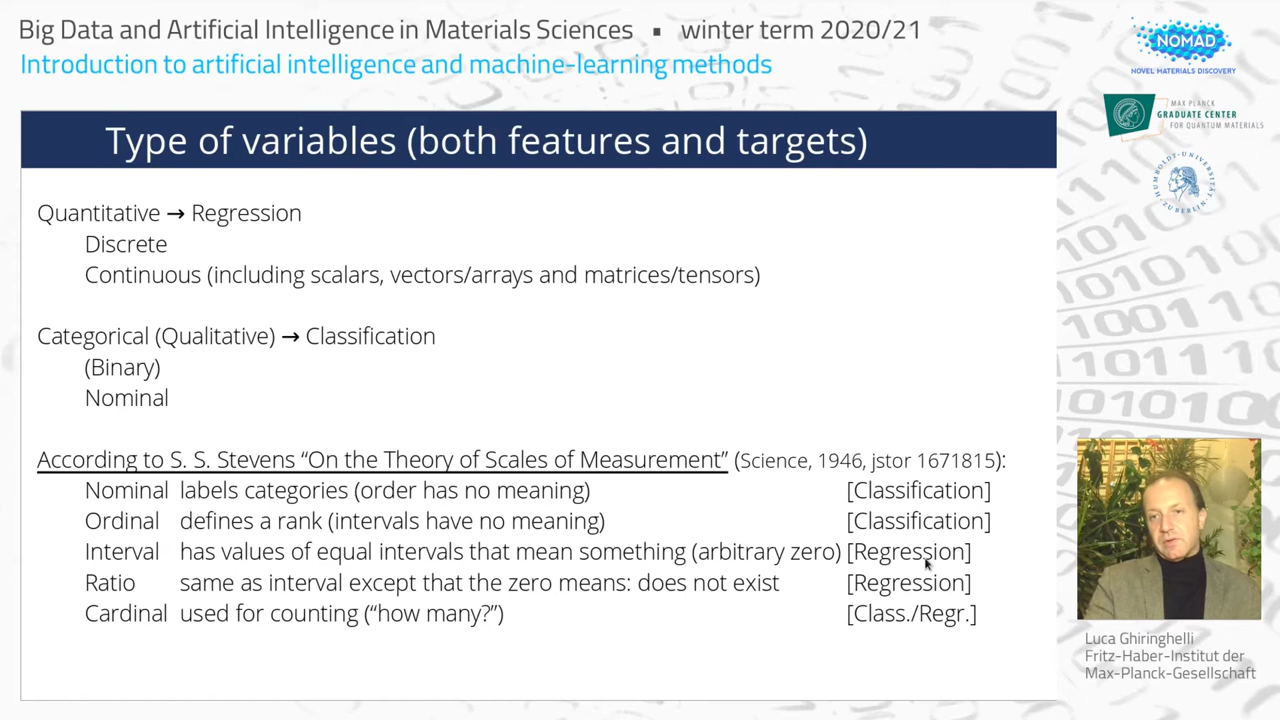 Big Data and Artificial Intelligence in Materials Sciences ▪ winter term 2020/21
Introduction to artificial intelligence and machine-learning methods
NOMAD
NOVEL MATERIALS DISCOVERY
MAX PLANCK
GRADUATE CENTER
FOR QUANTUM MATERIALS
HUMBOLDT-UNIVERSITÄT
ZU BERLIN
Type of variables (both features and targets)
Quantitative → Regression
Discrete
Continuous (including scalars, vectors/arrays and matrices/tensors)
Categorical (Qualitative) → Classification
(Binary)
Nominal
According to S. S. Stevens “On the Theory of Scales of Measurement” (Science, 1946, jstor 1671815):
Nominal labels categories (order has no meaning) [Classification]
Ordinal defines a rank (intervals have no meaning) [Classification]
Interval has values of equal intervals that mean something (arbitrary zero) [Regression]
Ratio same as interval except that the zero means: does not exist [Regression]
Cardinal used for counting (“how many?”) [Class./Regr.]
Luca Ghiringhelli
Fritz-Haber-Institut der
Max-Planck-Gesellschaft